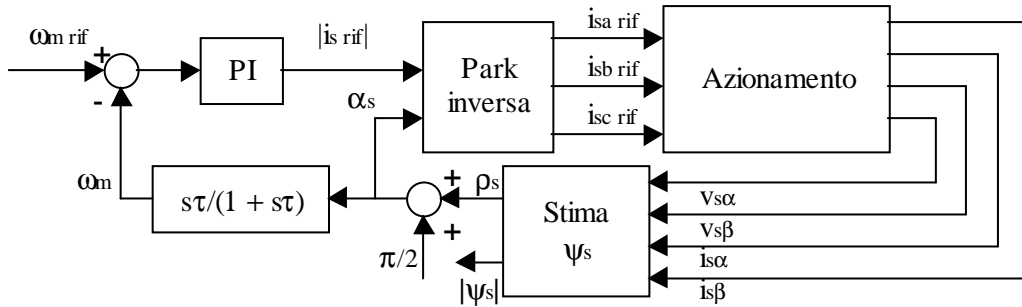 ωm rif
+
-
PI
|is rif|
αs
Park
inversa
isa rif
isb rif
isc rif
Azionamento
ωm
sτ/(1 + sτ)
+
+
π/2
ρs
|ψs|
Stima
ψs
vsα
vsβ
isα
isβ